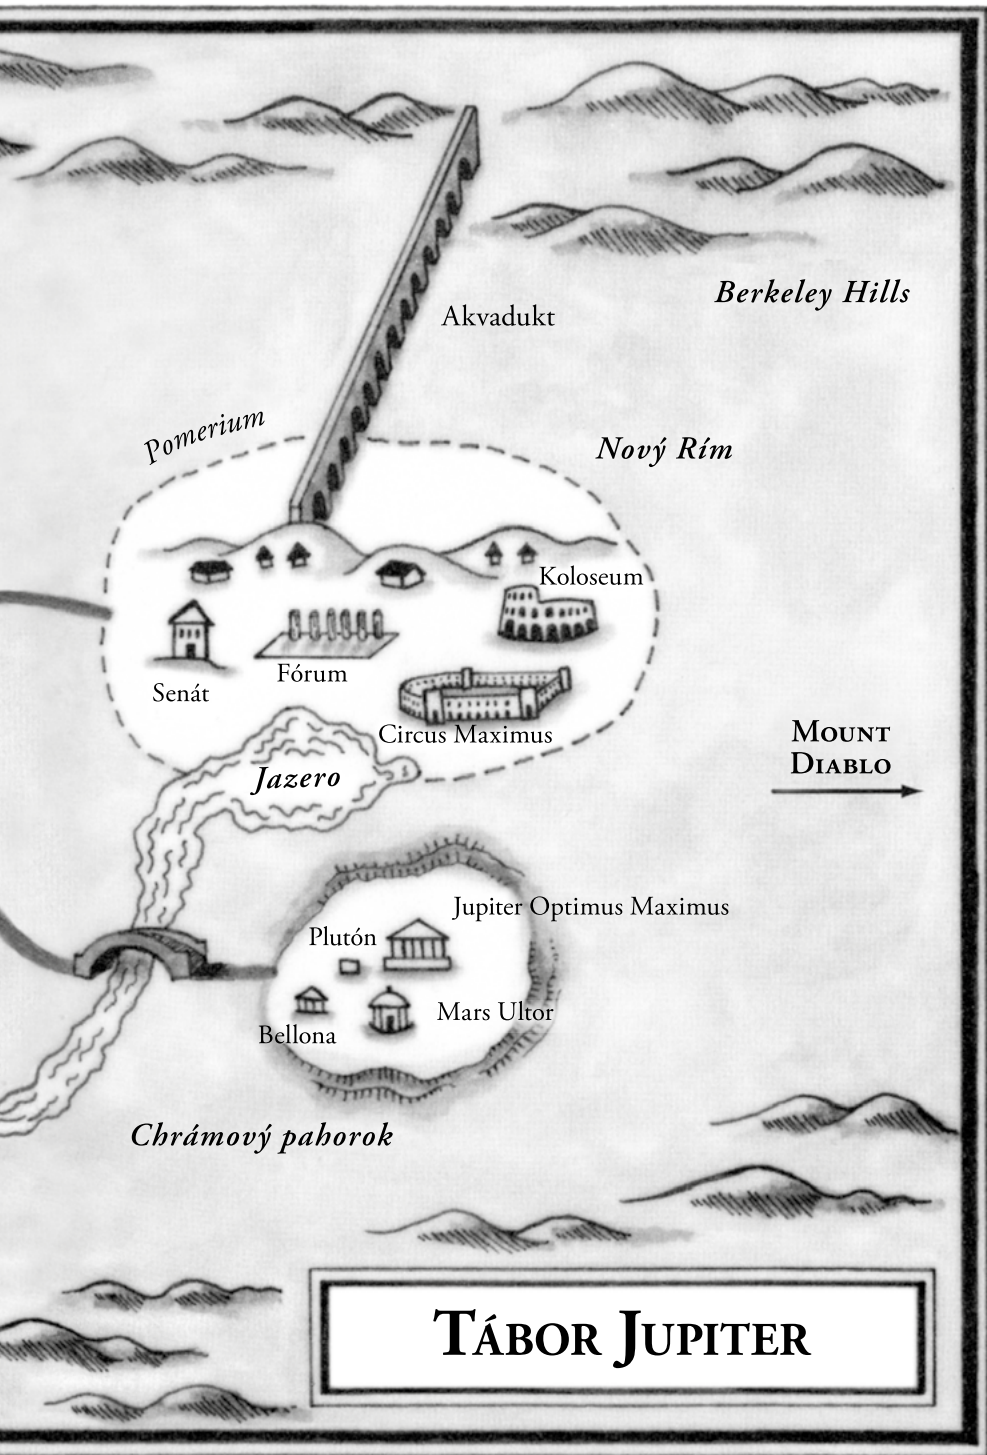 Berkeley Hills
Akvadukt
Pomerium
Nový Rím
Koloseum
Fórum
Senát
Circus Maximus
Mount
Diablo
Jazero
Jupiter Optimus Maximus
Plutón
Mars Ultor
Bellona
Chrámový pahorok
Tábor Jupiter